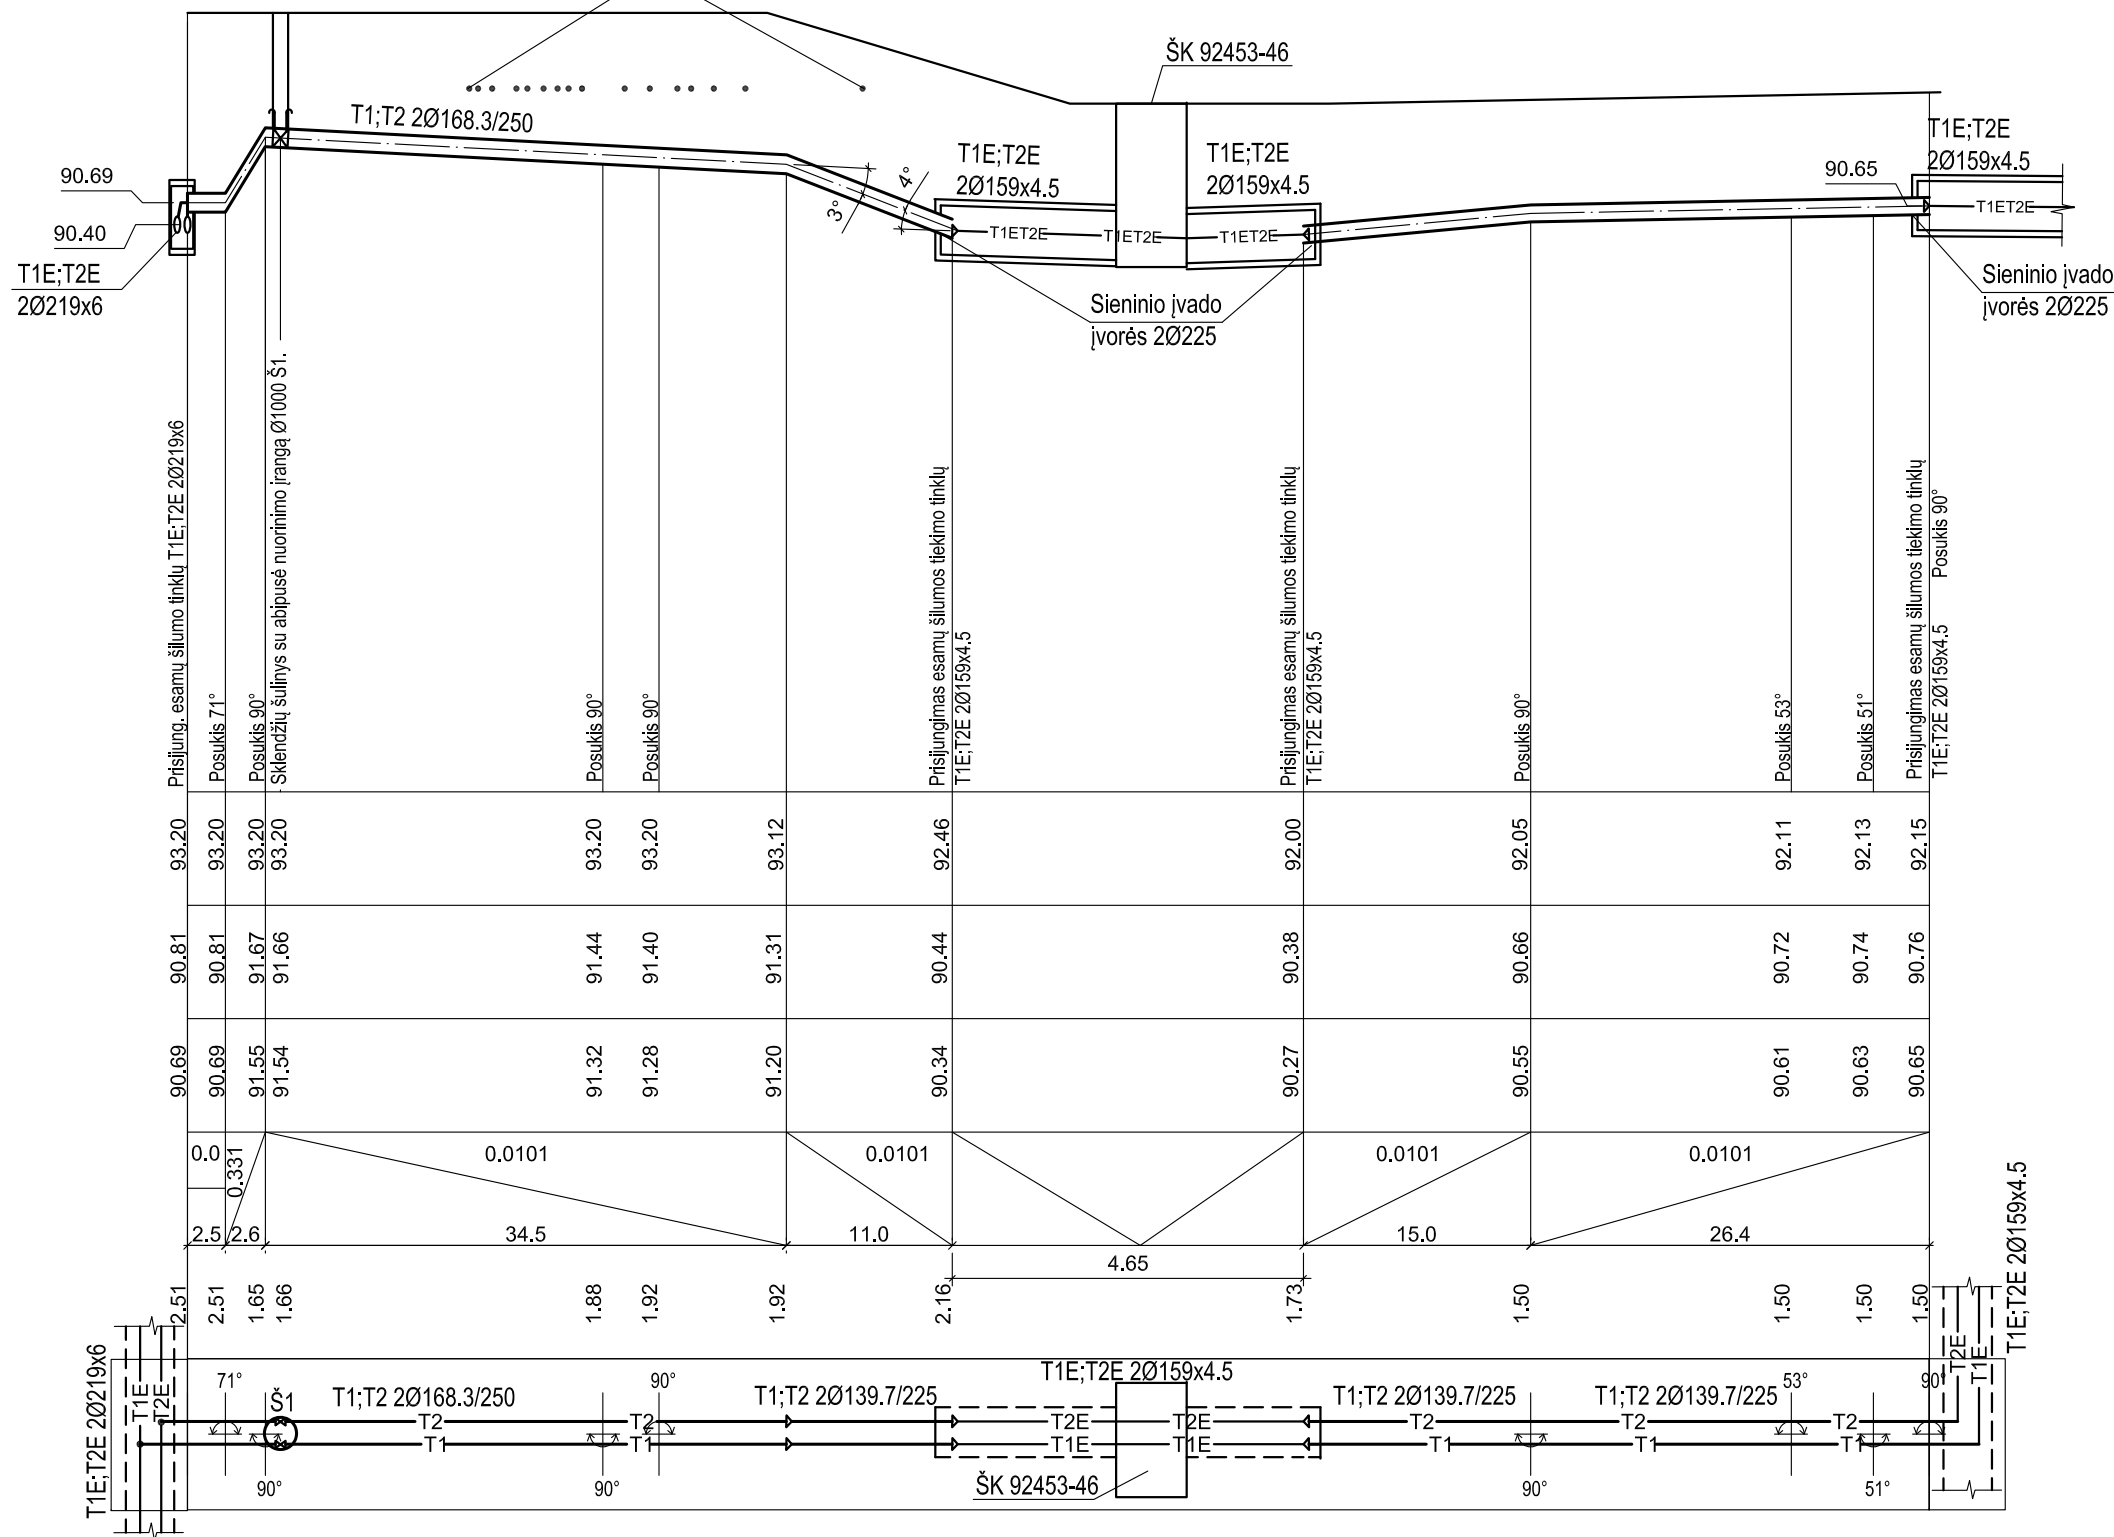 ŠK 92453-46
T1;T2 2Ø168.3/250
T1E;T2E
2Ø159x4.5
T1E;T2E
2Ø159x4.5
T1E;T2E
2Ø159x4.5
90.69
90.40
T1E;T2E
2Ø219x6
3°
4°
90.65
T1ET2E
T1ET2E
T1ET2E
T1ET2E
Sieninio įvado
įvorės 2Ø225
Sieninio įvado
įvorės 2Ø225
Prisijung. esamų šilumo tinklų T1E;T2E 2Ø219x6
Posukis 71°
Posukis 90°
Sklendžių šulinys su abipusė nuorinimo įrangą Ø1000 Š1.
Posukis 90°
Posukis 90°
Prisijungimas esamų šilumos tiekimo tinklų
T1E;T2E 2Ø159x4.5
Prisijungimas esamų šilumos tiekimo tinklų
T1E;T2E 2Ø159x4.5
Posukis 90°
Posukis 53°
Posukis 51°
Prisijungimas esamų šilumos tiekimo tinklų
T1E;T2E 2Ø159x4.5 Posukis 90°
93.20 93.20 93.20 93.20 93.20 93.20 93.12 92.46 92.00 92.05 92.11 92.13 92.15
90.81 90.81 91.67 91.66 91.44 91.40 91.31 90.44 90.38 90.66 90.72 90.74 90.76
90.69 90.69 91.55 91.54 91.32 91.28 91.20 90.34 90.27 90.55 90.61 90.63 90.65
0.0 0.331 0.0101 0.0101 0.0101 0.0101
2.5 2.6 34.5 11.0 15.0 26.4
4.65
2.51 2.51 1.65 1.66 1.88 1.92 1.92 2.16 1.73 1.50 1.50 1.50 1.50
T1E;T2E 2Ø159x4.5
T1E;T2E 2Ø219x6
T1E
T2E
T2E
T1E
T1E;T2E 2Ø159x4.5
71° Š1 T1;T2 2Ø168.3/250 90° T1;T2 2Ø139.7/225 T1;T2 2Ø139.7/225 T1;T2 2Ø139.7/225 53° 90°
T2 T2 T2E T2E T2 T2 T2
T1 T1 T1E T1E T1 T1 T1
90° 90° ŠK 92453-46 90° 51°